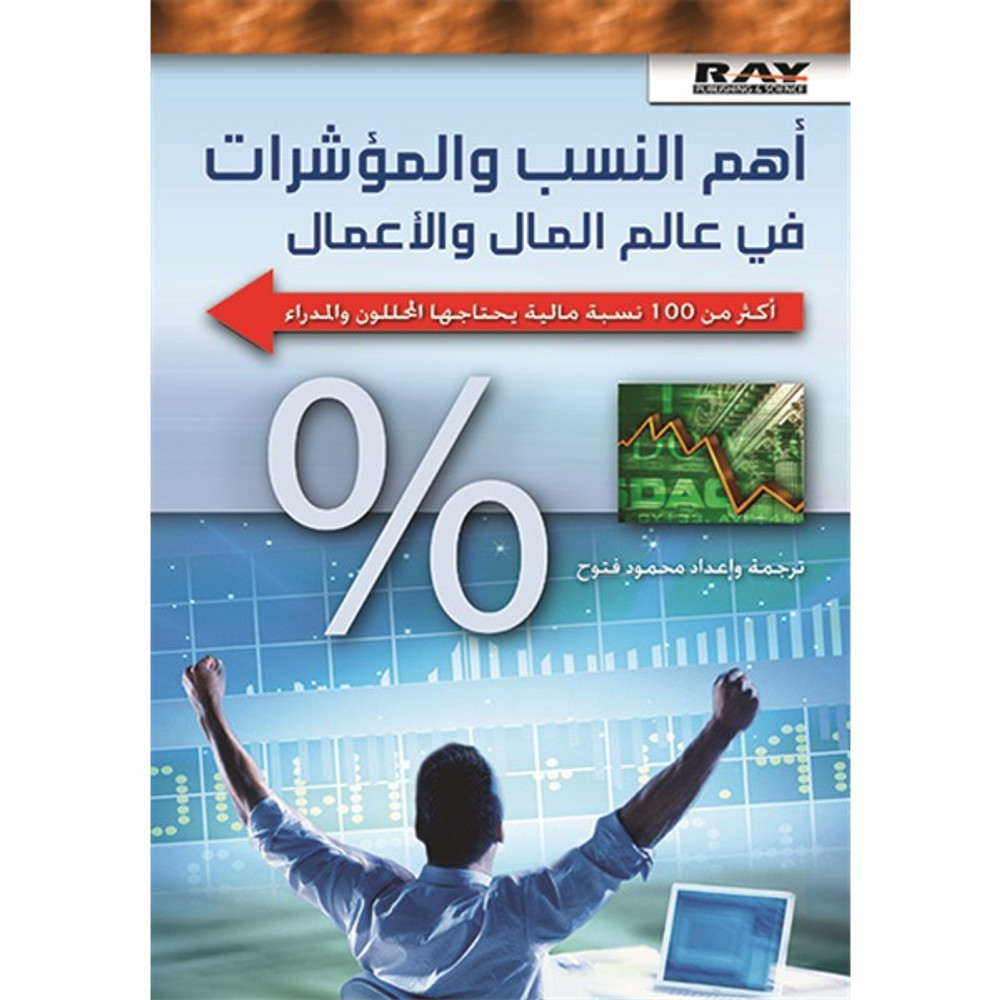 RAY
PUBLISHING & SCIENCE
أهم النسب والمؤشرات
في عالم المال والأعمال
أكثر من 100 نسبة مالية يحتاجها المحللون والمدراء
%
DAC
ترجمة وإعداد محمود فتوح